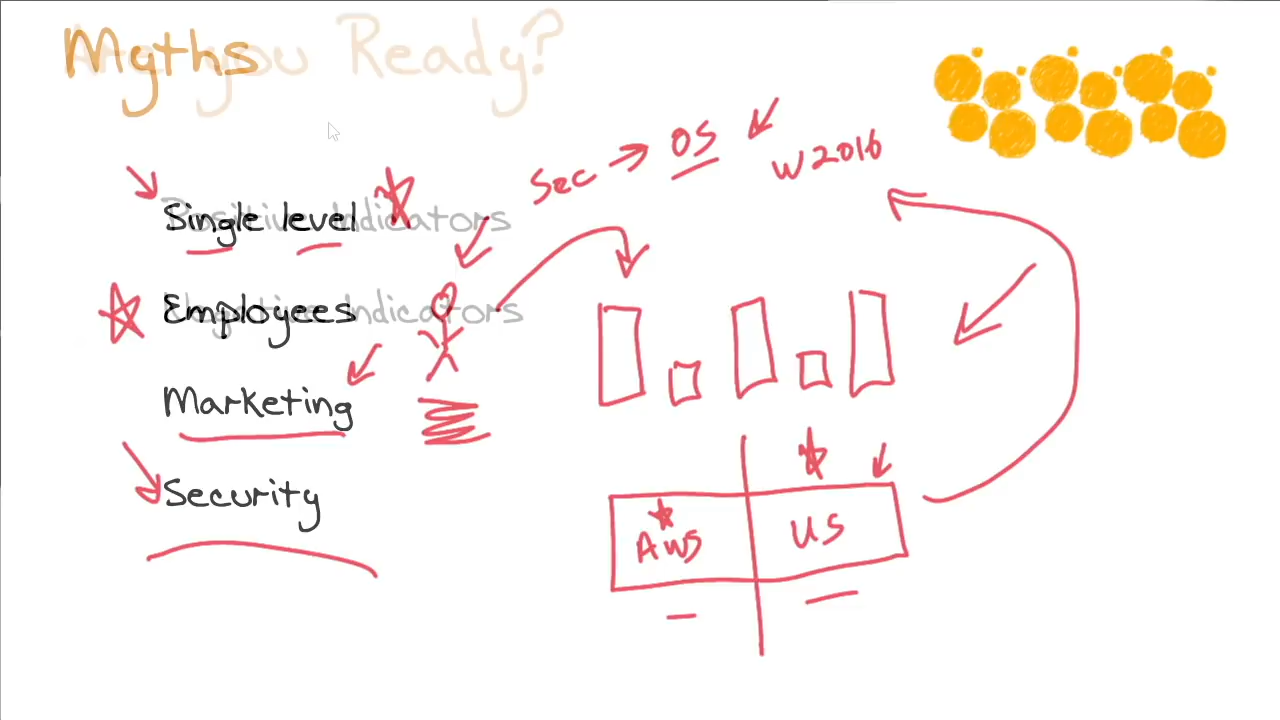 Myths
Are you Ready?
Sec → OS
W2016
Single level
Positive Indicators
Employees
Negative Indicators
Marketing
Security
AWS
US